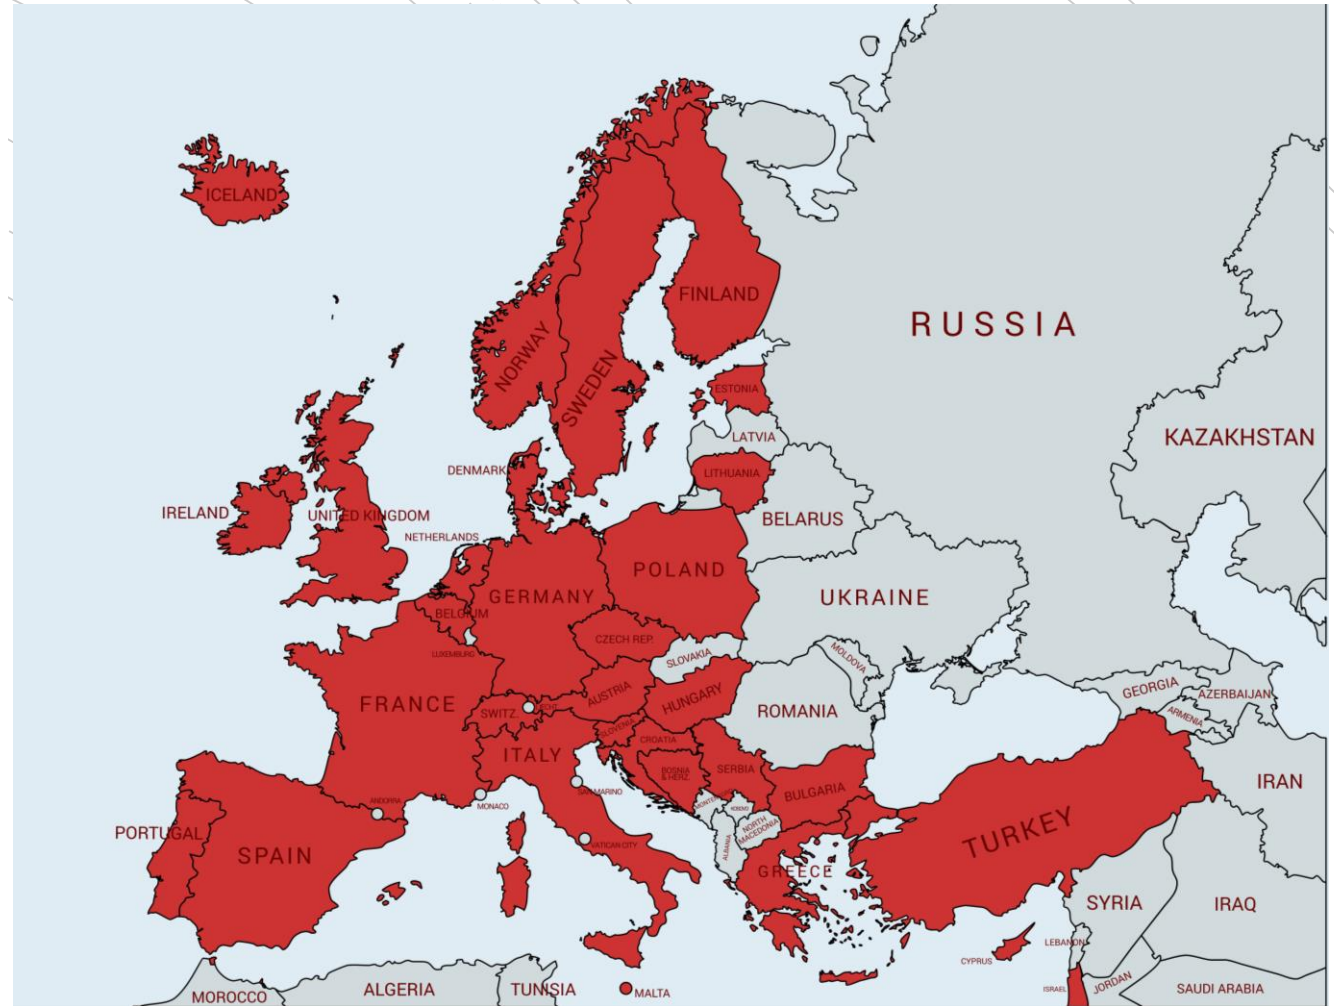 ICELAND
FINLAND
RUSSIA
NORWAY
SWEDEN
ESTONIA
LATVIA
KAZAKHSTAN
DENMARK
LITHUANIA
IRELAND
UNITED KINGDOM
BELARUS
NETHERLANDS
POLAND
GERMANY
UKRAINE
BELGIUM
CZECH REP.
LUXEMBURG
SLOVAKIA
MOLDOVA
FRANCE
SWITZ.
LECHT.
AUSTRIA
HUNGARY
ROMANIA
GEORGIA
AZERBAIJAN
ARMENIA
SLOVENIA
CROATIA
ITALY
BOSNIA
& HERZ.
SERBIA
IRAN
SAN MARINO
MONTENEGRO
KOSOVO
BULGARIA
ANDORRA
MONACO
PORTUGAL
SPAIN
VATICAN CITY
NORTH
MACEDONIA
ALBANIA
TURKEY
GREECE
SYRIA
IRAQ
LEBANON
CYPRUS
MOROCCO
ALGERIA
TUNISIA
MALTA
ISRAEL
JORDAN
SAUDI ARABIA